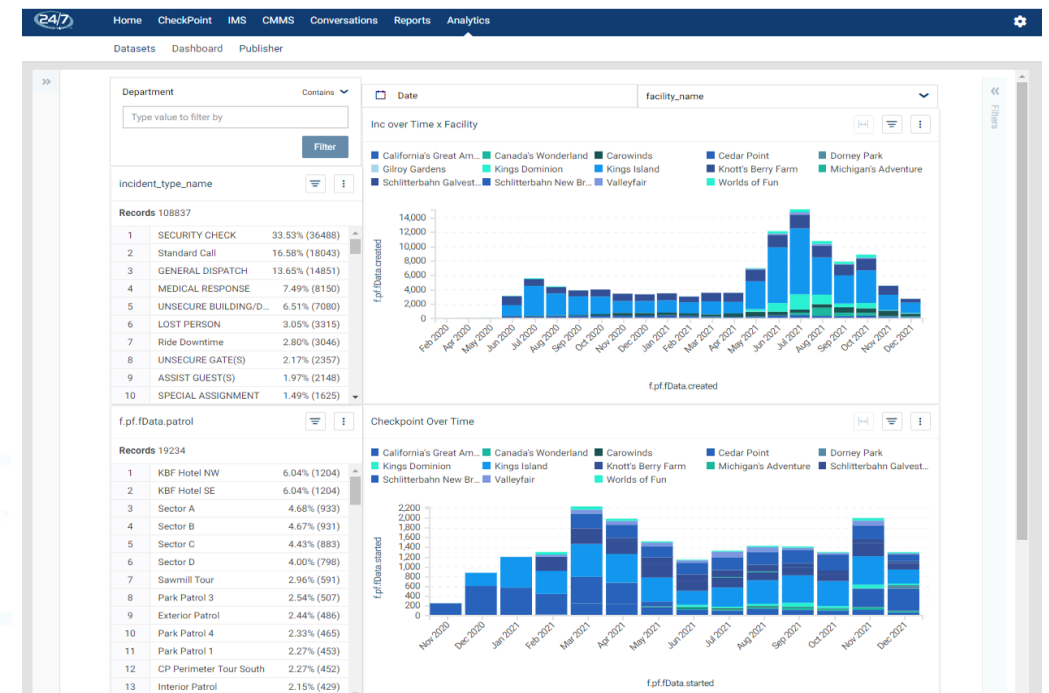 24/7 Home CheckPoint IMS CMMS Conversations Reports Analytics
Datasets Dashboard Publisher
Department Contains
Type value to filter by
Filter
Date facility_name
Filters
Inc over Time x Facility
California's Great Am... Canada's Wonderland Carowinds Cedar Point Dorney Park
Gilroy Gardens Kings Dominion Kings Island Knott's Berry Farm Michigan's Adventure
Schlitterbahn Galvest... Schlitterbahn New Br... Valleyfair Worlds of Fun
14,000
12,000
10,000
8,000
6,000
4,000
2,000
0
f.pf.fData.created
Feb 2020 Apr 2020 May 2020 Jun 2020 Jul 2020 Aug 2020 Sep 2020 Oct 2020 Nov 2020 Dec 2020 Jan 2021 Feb 2021 Mar 2021 Apr 2021 May 2021 Jun 2021 Jul 2021 Aug 2021 Sep 2021 Oct 2021 Nov 2021 Dec 2021
f.pf.fData.created
incident_type_name
Records 108837
1 SECURITY CHECK 33.53% (36488)
2 Standard Call 16.58% (18043)
3 GENERAL DISPATCH 13.65% (14851)
4 MEDICAL RESPONSE 7.49% (8150)
5 UNSECURE BUILDING/D... 6.51% (7080)
6 LOST PERSON 3.05% (3315)
7 Ride Downtime 2.80% (3046)
8 UNSECURE GATE(S) 2.17% (2357)
9 ASSIST GUEST(S) 1.97% (2148)
10 SPECIAL ASSIGNMENT 1.49% (1625)
f.pf.fData.patrol
Records 19234
1 KBF Hotel NW 6.04% (1204)
2 KBF Hotel SE 6.04% (1204)
3 Sector A 4.68% (933)
4 Sector B 4.67% (931)
5 Sector C 4.43% (883)
6 Sector D 4.00% (798)
7 Sawmill Tour 2.96% (591)
8 Park Patrol 3 2.54% (507)
9 Exterior Patrol 2.44% (486)
10 Park Patrol 4 2.33% (465)
11 Park Patrol 1 2.27% (453)
12 CP Perimeter Tour South 2.27% (452)
13 Interior Patrol 2.15% (429)
Checkpoint Over Time
California's Great Am... Canada's Wonderland Carowinds Cedar Point Dorney Park
Kings Dominion Kings Island Knott's Berry Farm Michigan's Adventure Schlitterbahn Galvest...
Schlitterbahn New Br... Valleyfair Worlds of Fun
2,200
2,000
1,800
1,600
1,400
1,200
1,000
800
600
400
200
0
f.pf.fData.started
Nov 2020 Dec 2020 Jan 2021 Feb 2021 Mar 2021 Apr 2021 May 2021 Jun 2021 Jul 2021 Aug 2021 Sep 2021 Oct 2021 Nov 2021 Dec 2021
f.pf.fData.started